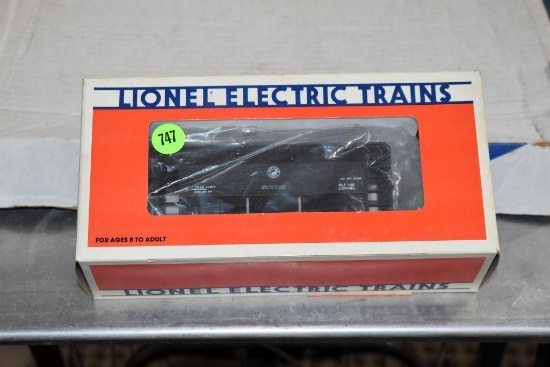 LIONEL ELECTRIC TRAINS
747
FOR AGES 8 TO ADULT
LIONEL ELECTRIC TRAINS